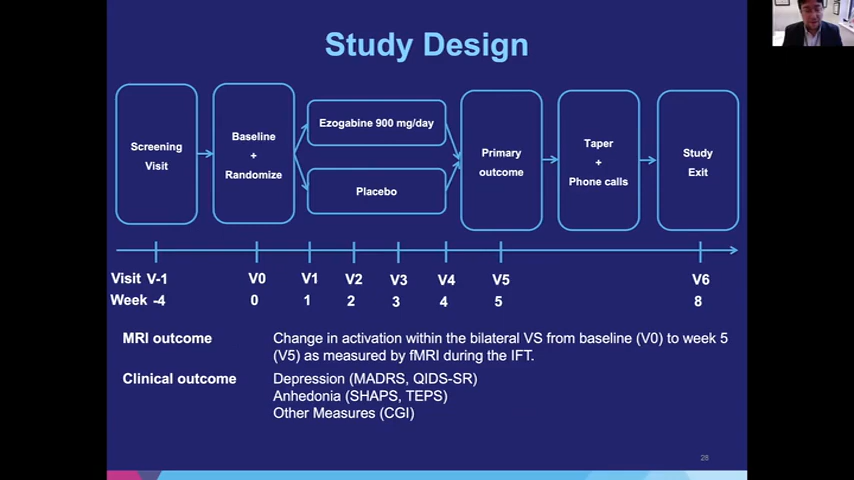 Study Design
Screening
Visit
Baseline
+
Randomize
Ezogabine 900 mg/day
Placebo
Primary
outcome
Taper
+
Phone calls
Study
Exit
Visit V-1 V0 V1 V2 V3 V4 V5 V6
Week -4 0 1 2 3 4 5 8
MRI outcome Change in activation within the bilateral VS from baseline (V0) to week 5
(V5) as measured by fMRI during the IFT.
Clinical outcome Depression (MADRS, QIDS-SR)
Anhedonia (SHAPS, TEPS)
Other Measures (CGI)
28